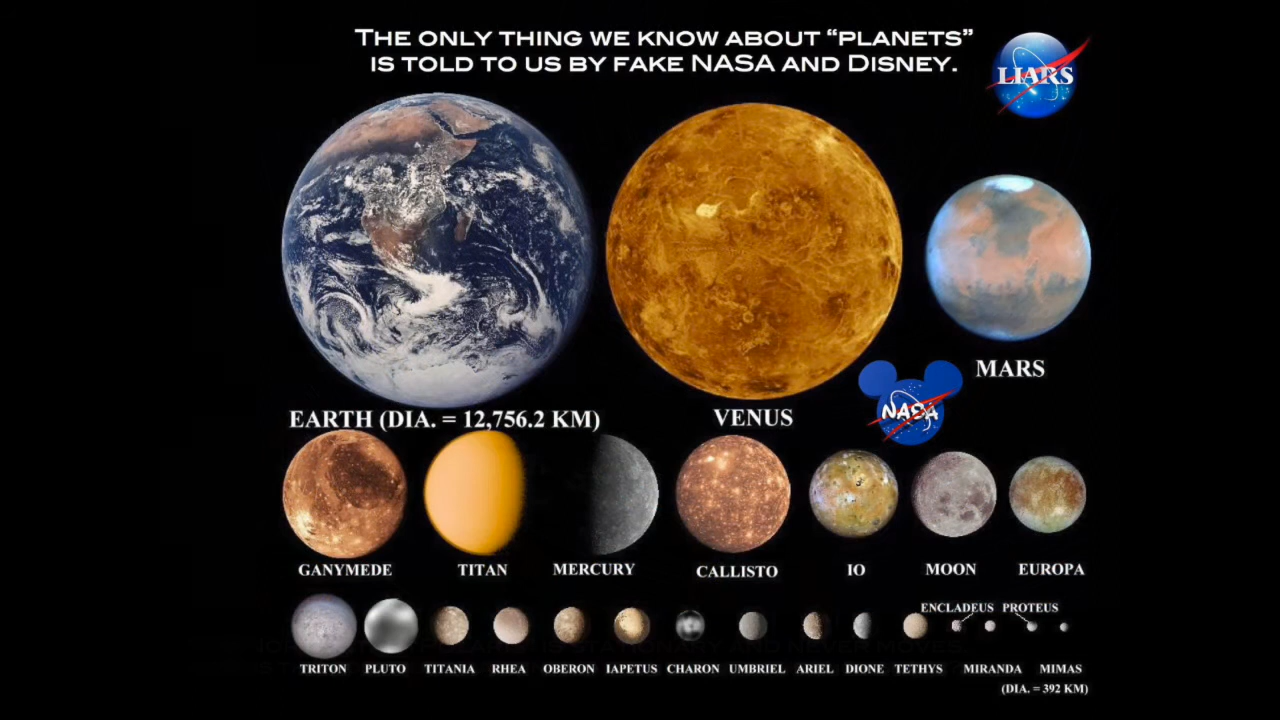 THE ONLY THING WE KNOW ABOUT “PLANETS”
IS TOLD TO US BY FAKE NASA AND DISNEY.
LIARS
MARS
NASA
EARTH (DIA. = 12,756.2 KM)
VENUS
GANYMEDE
TITAN
MERCURY
CALLISTO
IO
MOON
EUROPA
ENCLADEUS
PROTEUS
TRITON
PLUTO
TITANIA
RHEA
OBERON
IAPETUS
CHARON
UMBRIEL
ARIEL
DIONE
TETHYS
MIRANDA
MIMAS
(DIA. = 392 KM)